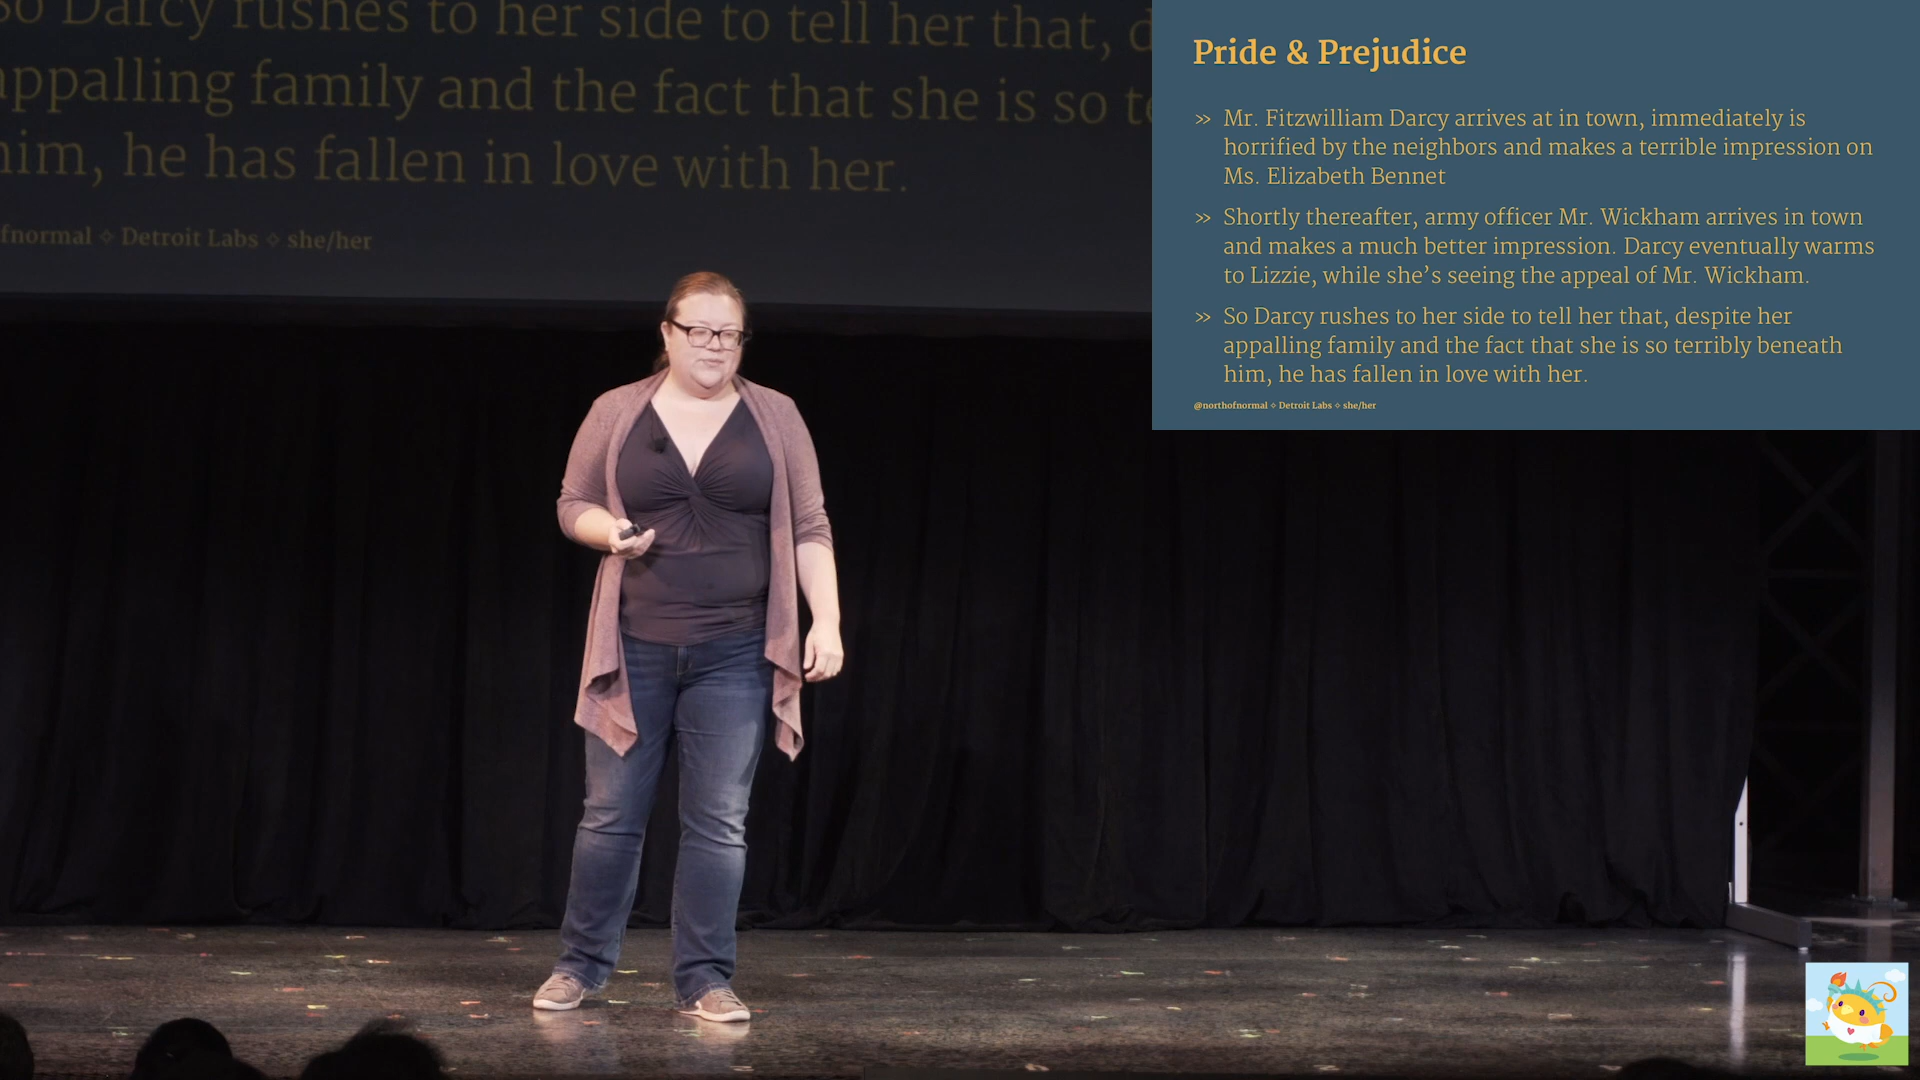 so Darcy rushes to her side to tell her that, d
appalling family and the fact that she is so te
him, he has fallen in love with her.
fnormal ⟡ Detroit Labs ⟡ she/her
Pride & Prejudice
» Mr. Fitzwilliam Darcy arrives at in town, immediately is
horrified by the neighbors and makes a terrible impression on
Ms. Elizabeth Bennet
» Shortly thereafter, army officer Mr. Wickham arrives in town
and makes a much better impression. Darcy eventually warms
to Lizzie, while she’s seeing the appeal of Mr. Wickham.
» So Darcy rushes to her side to tell her that, despite her
appalling family and the fact that she is so terribly beneath
him, he has fallen in love with her.
@northofnormal ⟡ Detroit Labs ⟡ she/her